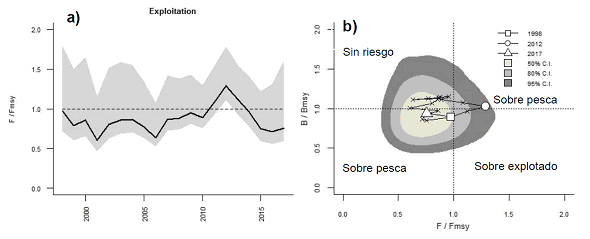 a)
Exploitation
F / Fmsy
2.0
1.5
1.0
0.5
0.0
2000
2005
2010
2015
b)
B / Bmsy
2.0
1.5
1.0
0.5
0.0
Sin riesgo
1998
2012
2017
50% C.I.
80% C.I.
95% C.I.
Sobre pesca
Sobre pesca
Sobre explotado
0.0
0.5
1.0
1.5
2.0
F / Fmsy